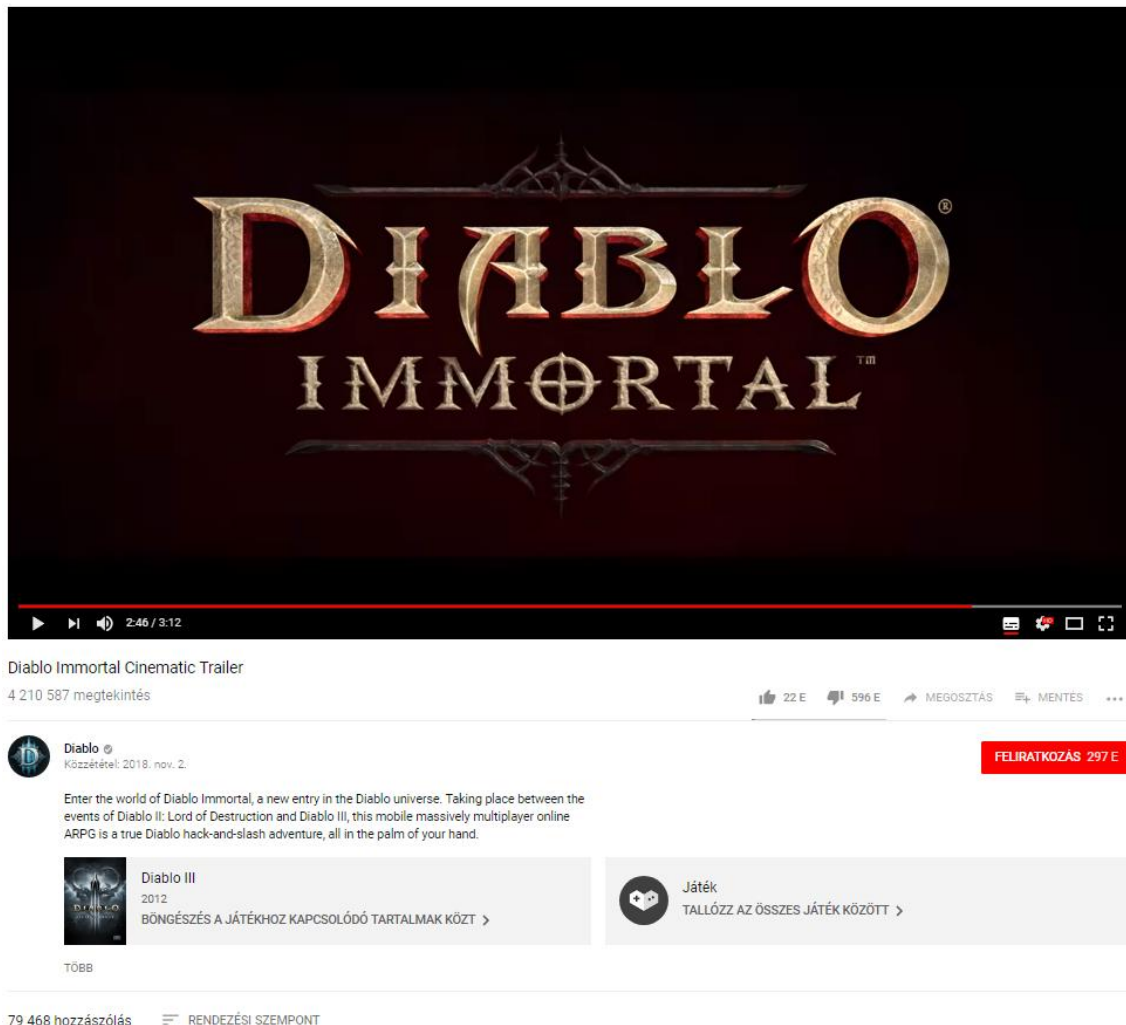 DIABLO®
IMMORTAL™
2:46 / 3:12
HD
Diablo Immortal Cinematic Trailer
4 210 587 megtekintés
22 E 596 E MEGOSZTÁS MENTÉS
Diablo
Közzététel: 2018. nov. 2.
FELIRATKOZÁS 297 E
Enter the world of Diablo Immortal, a new entry in the Diablo universe. Taking place between the
events of Diablo II: Lord of Destruction and Diablo III, this mobile massively multiplayer online
ARPG is a true Diablo hack-and-slash adventure, all in the palm of your hand.
DIABLO
Diablo III
2012
BÖNGÉSZÉS A JÁTÉKHOZ KAPCSOLÓDÓ TARTALMAK KÖZT
Játék
TALLÓZZ AZ ÖSSZES JÁTÉK KÖZÖTT
TÖBB
79 468 hozzászólás RENDEZÉSI SZEMPONT